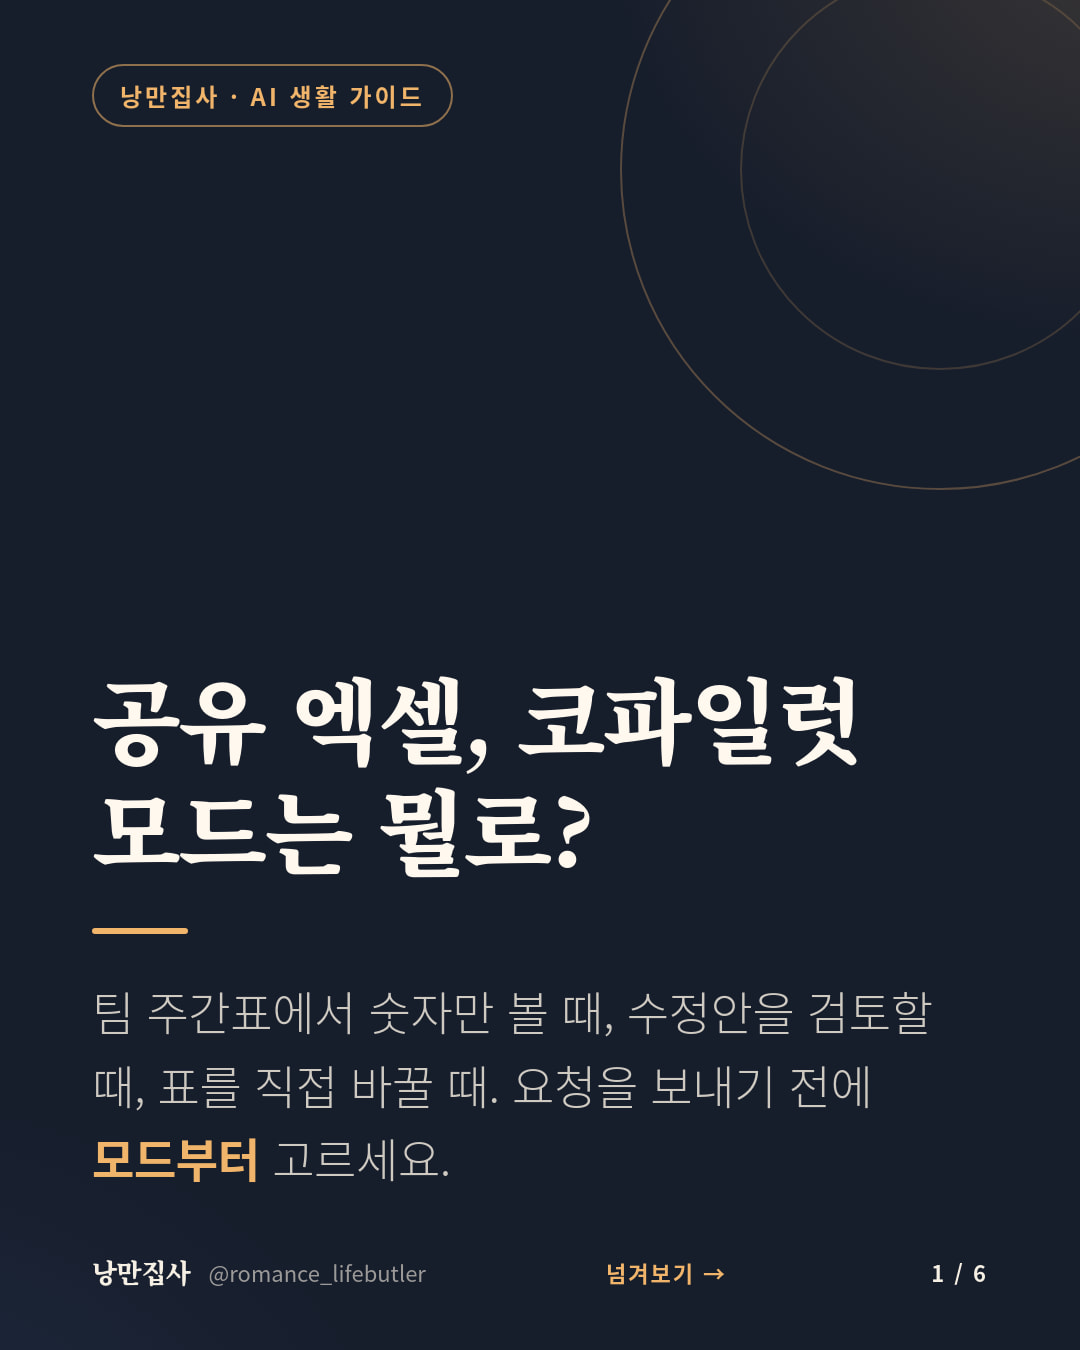 낭만집사 · AI 생활 가이드
공유 엑셀, 코파일럿
모드는 뭘로?
팀 주간표에서 숫자만 볼 때, 수정안을 검토할
때, 표를 직접 바꿀 때. 요청을 보내기 전에
모드부터 고르세요.
낭만집사 @romance_lifebutler 넘겨보기 → 1 / 6